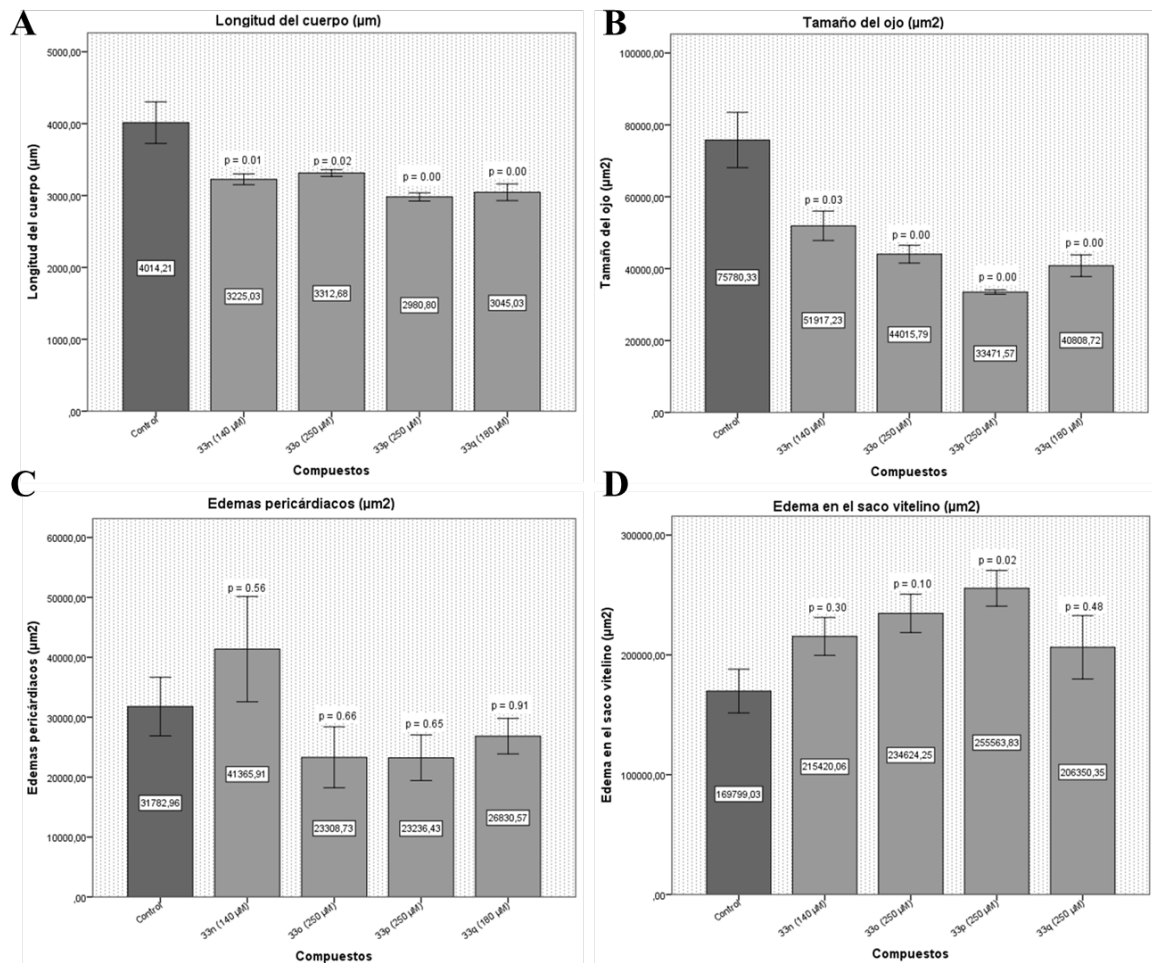 A
Longitud del cuerpo (µm)
Longitud del cuerpo (µm)
5000,00
4000,00
3000,00
2000,00
1000,00
,00
p = 0.01
p = 0.02
p = 0.00
p = 0.00
4014,21
3225,03
3312,68
2980,80
3045,03
Control
33n (140 µM)
33o (250 µM)
33p (250 µM)
33q (180 µM)
Compuestos
B
Tamaño del ojo (µm2)
Tamaño del ojo (µm2)
100000,00
80000,00
60000,00
40000,00
20000,00
,00
p = 0.03
p = 0.00
p = 0.00
p = 0.00
75780,33
51917,23
44015,79
33471,57
40808,72
Control
33n (140 µM)
33o (250 µM)
33p (250 µM)
33q (180 µM)
Compuestos
C
Edemas pericárdiacos (µm2)
Edemas pericárdiacos (µm2)
60000,00
50000,00
40000,00
30000,00
20000,00
10000,00
,00
p = 0.56
p = 0.66
p = 0.65
p = 0.91
31782,96
41365,91
23308,73
23236,43
26830,57
Control
33n (140 µM)
33o (250 µM)
33p (250 µM)
33q (180 µM)
Compuestos
D
Edema en el saco vitelino (µm2)
Edema en el saco vitelino (µm2)
300000,00
200000,00
100000,00
,00
p = 0.30
p = 0.10
p = 0.02
p = 0.48
169799,03
215420,06
234624,25
255563,83
206350,35
Control
33n (140 µM)
33o (250 µM)
33p (250 µM)
33q (250 µM)
Compuestos